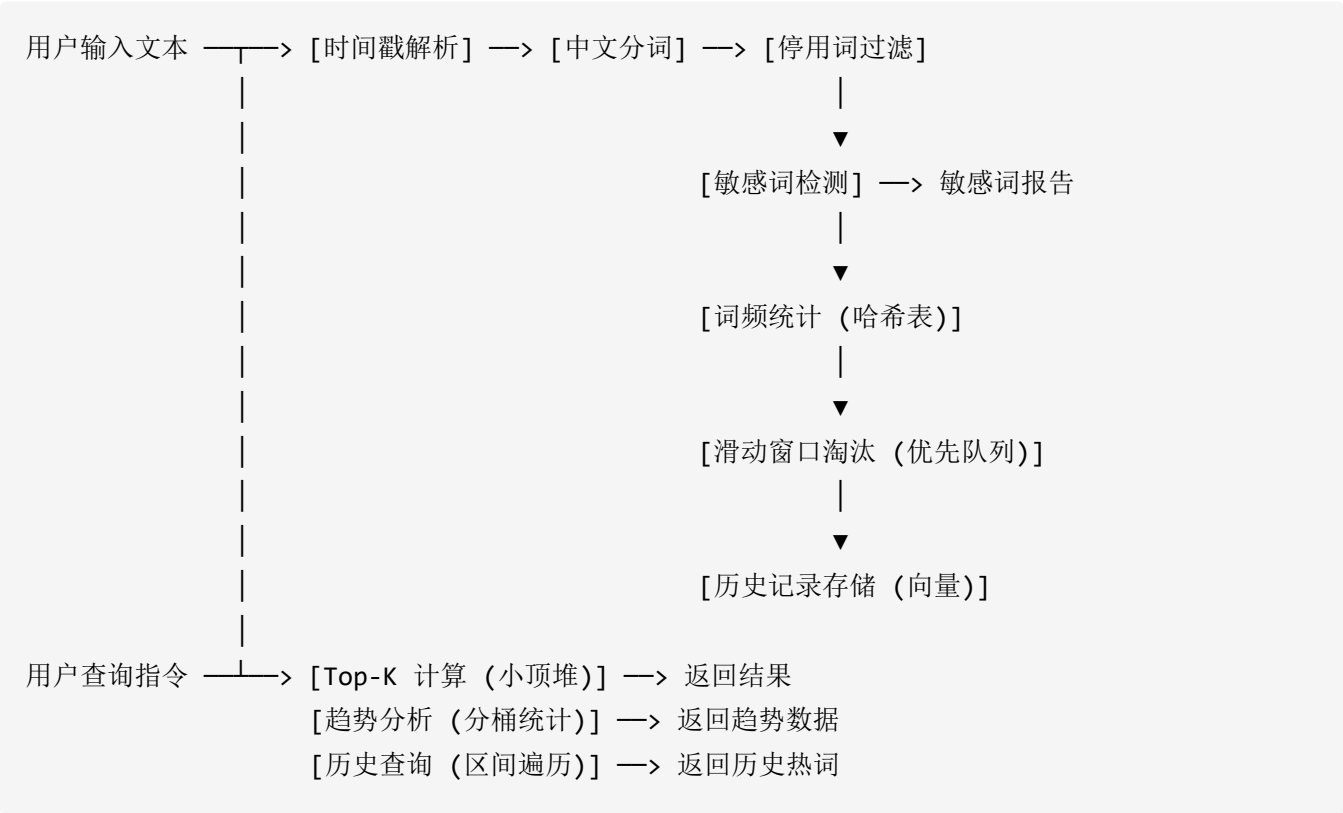 用户输入文本 ──┬──> [时间戳解析] ──> [中文分词] ──> [停用词过滤]
[敏感词检测] ──> 敏感词报告
[词频统计 (哈希表)]
[滑动窗口淘汰 (优先队列)]
[历史记录存储 (向量)]
用户查询指令 ──┴──> [Top-K 计算 (小顶堆)] ──> 返回结果
[趋势分析 (分桶统计)] ──> 返回趋势数据
[历史查询 (区间遍历)] ──> 返回历史热词